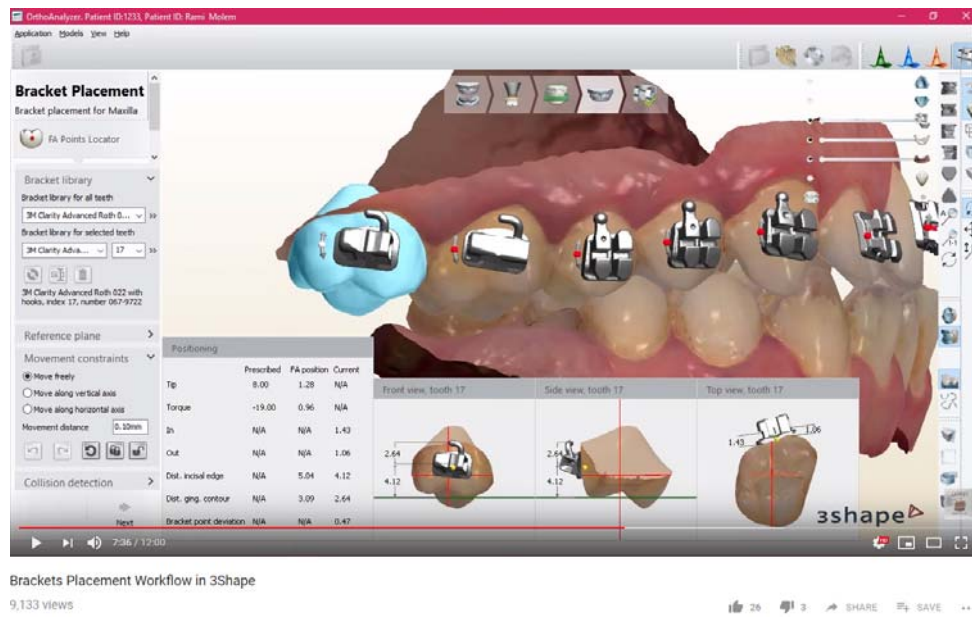 OrthoAnalyzer. Patient ID:1233, Patient ID: Rami Molem
Application Models View Help
Bracket Placement
Bracket placement for Maxilla
FA Points Locator
Bracket library
Bracket library for all teeth
3M Clarity Advanced Roth 0...
Bracket library for selected teeth
3M Clarity Adva... 17
3M Clarity Advanced Roth 022 with
hooks, index 17, number 067-9722
Reference plane
Movement constraints
Move freely
Move along vertical axis
Move along horizontal axis
Movement distance 0.10mm
Collision detection
Next
Positioning
Prescribed FA position Current
Tip 8.00 1.28 N/A
Torque -19.00 0.96 N/A
In N/A N/A 1.43
Out N/A N/A 1.06
Dist. incisal edge N/A 5.04 4.12
Dist. ging. contour N/A 3.09 2.64
Bracket point deviation N/A N/A 0.47
Front view, tooth 17
2.64
4.12
Side view, tooth 17
2.64
4.12
Top view, tooth 17
1.43 1.06
3shape
7:36 / 12:00
HD
Brackets Placement Workflow in 3Shape
9,133 views
26 3 SHARE SAVE